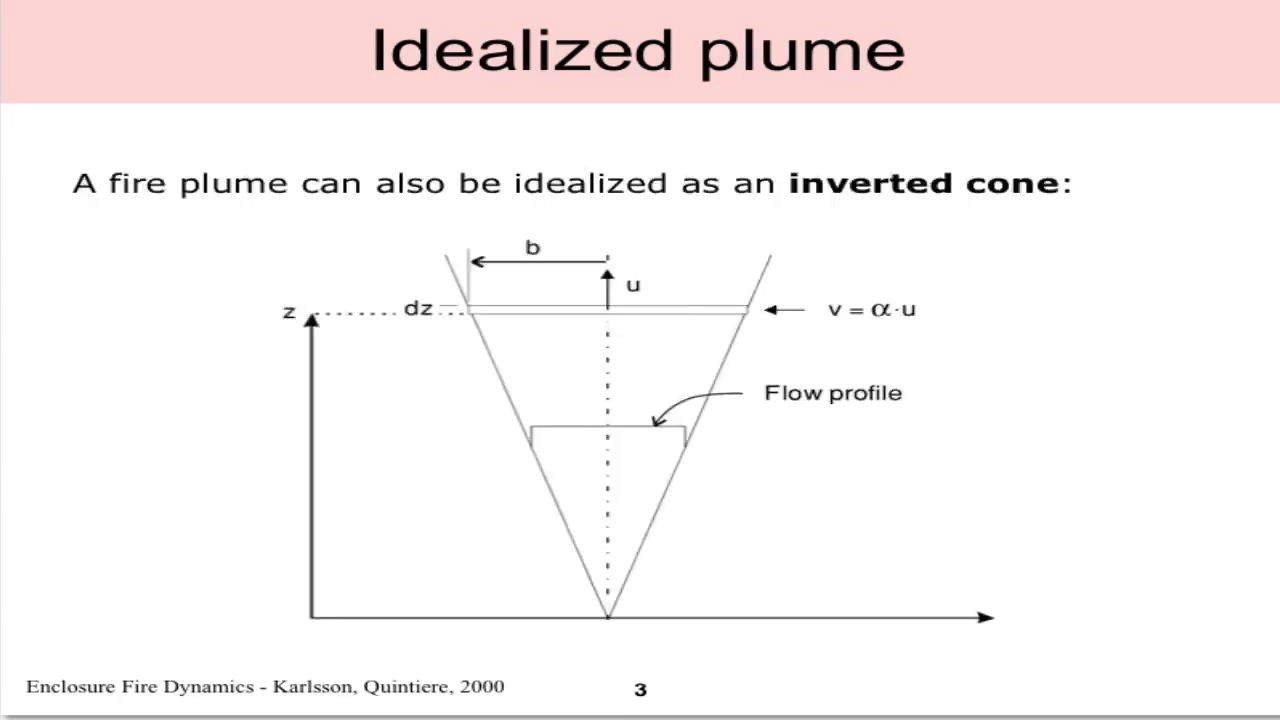 Idealized plume
A fire plume can also be idealized as an inverted cone:
b
u
z
dz
v = α·u
Flow profile
Enclosure Fire Dynamics - Karlsson, Quintiere, 2000
3